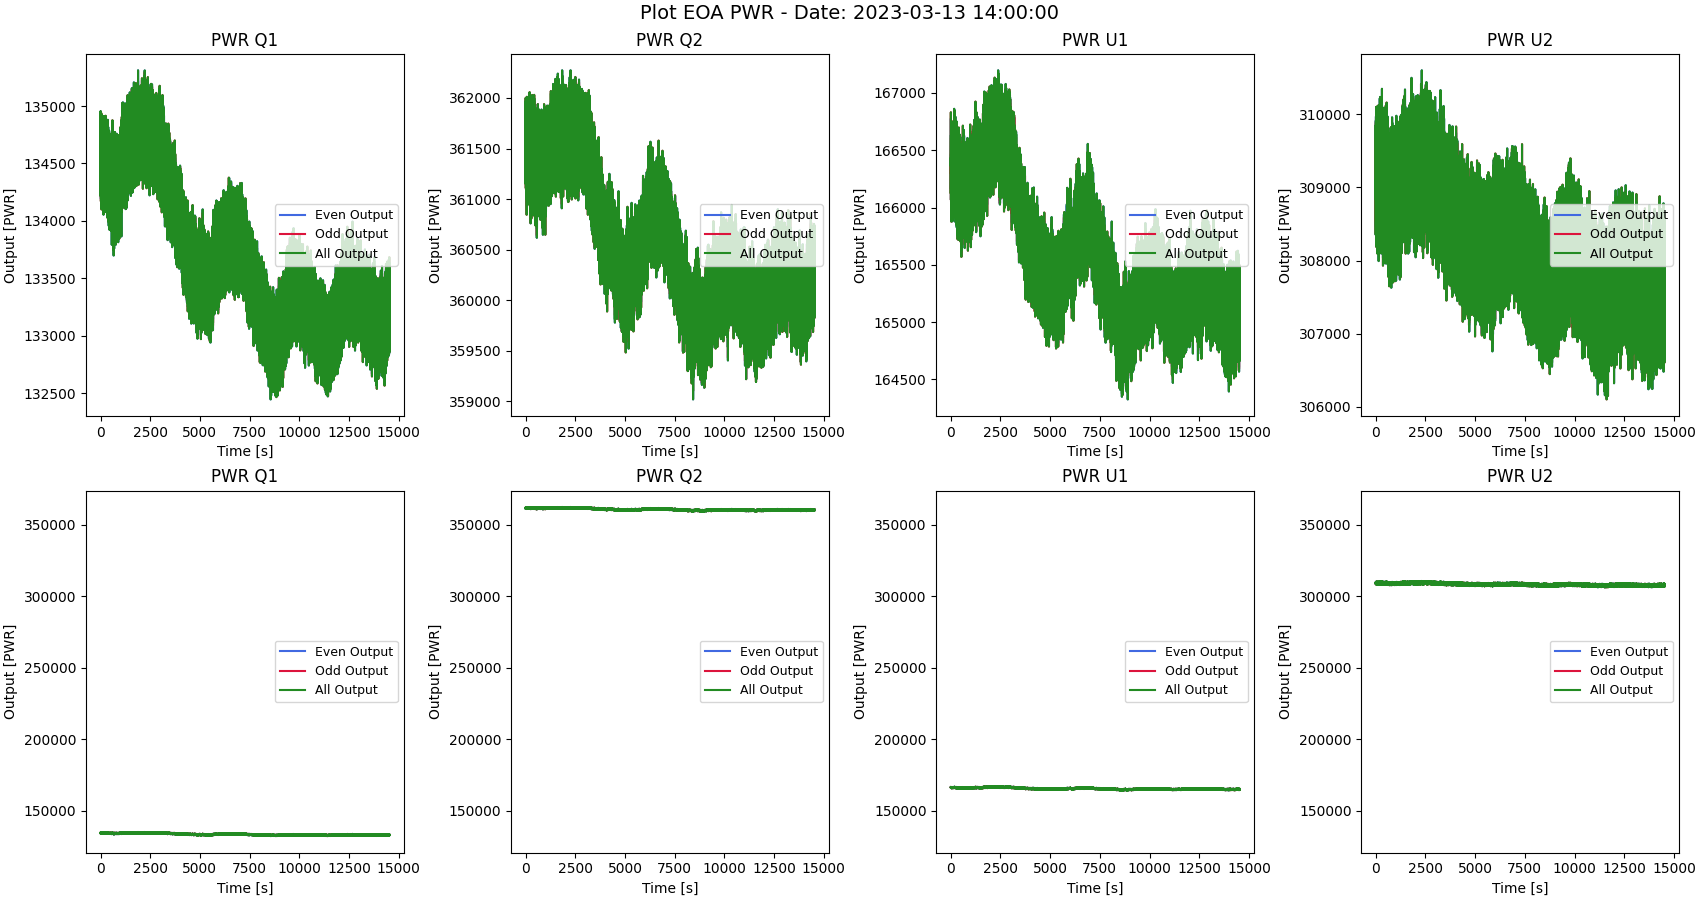 Plot EOA PWR - Date: 2023-03-13 14:00:00
PWR Q1
Output [PWR]
135000
134500
134000
133500
133000
132500
Even Output
Odd Output
All Output
0 2500 5000 7500 10000 12500 15000
Time [s]
PWR Q2
Output [PWR]
362000
361500
361000
360500
360000
359500
359000
Even Output
Odd Output
All Output
0 2500 5000 7500 10000 12500 15000
Time [s]
PWR U1
Output [PWR]
167000
166500
166000
165500
165000
164500
Even Output
Odd Output
All Output
0 2500 5000 7500 10000 12500 15000
Time [s]
PWR U2
Output [PWR]
310000
309000
308000
307000
306000
Even Output
Odd Output
All Output
0 2500 5000 7500 10000 12500 15000
Time [s]
PWR Q1
Output [PWR]
350000
300000
250000
200000
150000
Even Output
Odd Output
All Output
0 2500 5000 7500 10000 12500 15000
Time [s]
PWR Q2
Output [PWR]
350000
300000
250000
200000
150000
Even Output
Odd Output
All Output
0 2500 5000 7500 10000 12500 15000
Time [s]
PWR U1
Output [PWR]
350000
300000
250000
200000
150000
Even Output
Odd Output
All Output
0 2500 5000 7500 10000 12500 15000
Time [s]
PWR U2
Output [PWR]
350000
300000
250000
200000
150000
Even Output
Odd Output
All Output
0 2500 5000 7500 10000 12500 15000
Time [s]